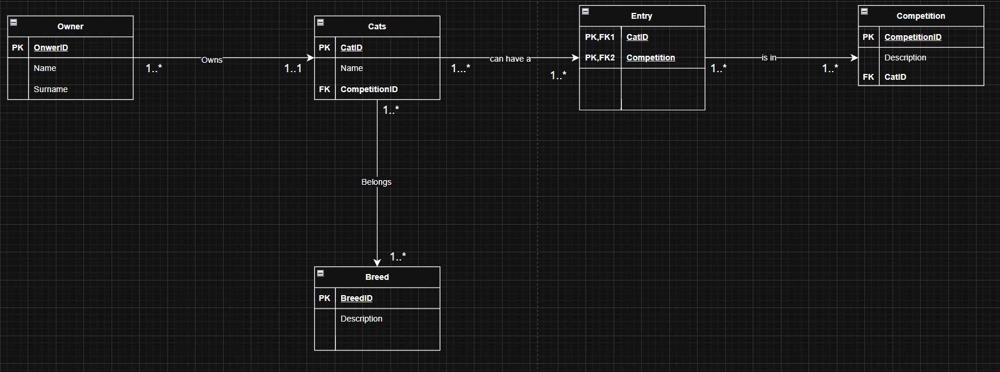 Owner
PK OnwerID
Name
Surname
1..*
Owns
1..1
Cats
PK CatID
Name
FK CompetitionID
1...*
can have a
1..*
Entry
PK,FK1 CatID
PK,FK2 Competition
1..*
is in
1..*
Competition
PK CompetitionID
Description
FK CatID
1..*
Belongs
1..*
Breed
PK BreedID
Description